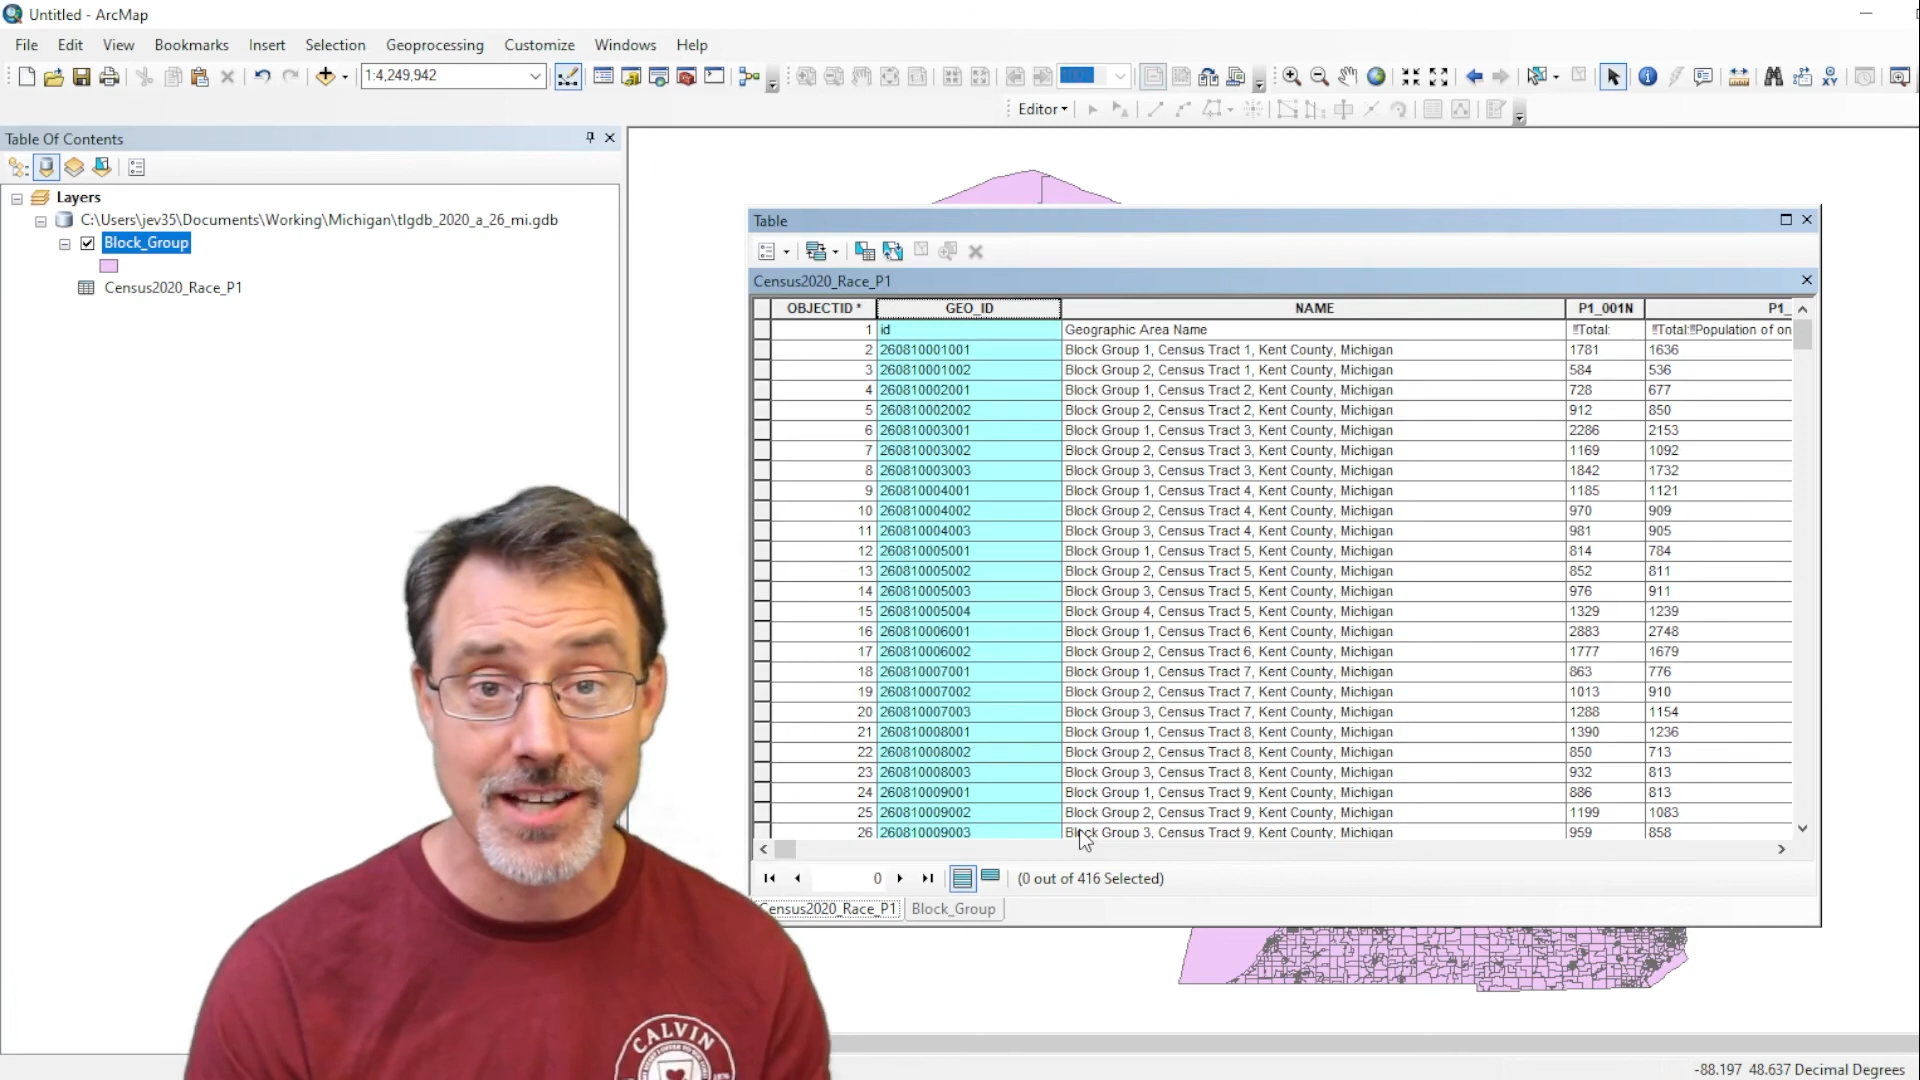 Untitled - ArcMap
File Edit View Bookmarks Insert Selection Geoprocessing Customize Windows Help
1:4,249,942
Editor
Table Of Contents
Layers
C:\Users\jev35\Documents\Working\Michigan\tlgdb_2020_a_26_mi.gdb
Block_Group
Census2020_Race_P1
Table
Census2020_Race_P1
OBJECTID * GEO_ID NAME P1_001N P1_
1 id Geographic Area Name !!Total: !!Total:!!Population of on
2 260810001001 Block Group 1, Census Tract 1, Kent County, Michigan 1781 1636
3 260810001002 Block Group 2, Census Tract 1, Kent County, Michigan 584 536
4 260810002001 Block Group 1, Census Tract 2, Kent County, Michigan 728 677
5 260810002002 Block Group 2, Census Tract 2, Kent County, Michigan 912 850
6 260810003001 Block Group 1, Census Tract 3, Kent County, Michigan 2286 2153
7 260810003002 Block Group 2, Census Tract 3, Kent County, Michigan 1169 1092
8 260810003003 Block Group 3, Census Tract 3, Kent County, Michigan 1842 1732
9 260810004001 Block Group 1, Census Tract 4, Kent County, Michigan 1185 1121
10 260810004002 Block Group 2, Census Tract 4, Kent County, Michigan 970 909
11 260810004003 Block Group 3, Census Tract 4, Kent County, Michigan 981 905
12 260810005001 Block Group 1, Census Tract 5, Kent County, Michigan 814 784
13 260810005002 Block Group 2, Census Tract 5, Kent County, Michigan 852 811
14 260810005003 Block Group 3, Census Tract 5, Kent County, Michigan 976 911
15 260810005004 Block Group 4, Census Tract 5, Kent County, Michigan 1329 1239
16 260810006001 Block Group 1, Census Tract 6, Kent County, Michigan 2883 2748
17 260810006002 Block Group 2, Census Tract 6, Kent County, Michigan 1777 1679
18 260810007001 Block Group 1, Census Tract 7, Kent County, Michigan 863 776
19 260810007002 Block Group 2, Census Tract 7, Kent County, Michigan 1013 910
20 260810007003 Block Group 3, Census Tract 7, Kent County, Michigan 1288 1154
21 260810008001 Block Group 1, Census Tract 8, Kent County, Michigan 1390 1236
22 260810008002 Block Group 2, Census Tract 8, Kent County, Michigan 850 713
23 260810008003 Block Group 3, Census Tract 8, Kent County, Michigan 932 813
24 260810009001 Block Group 1, Census Tract 9, Kent County, Michigan 886 813
25 260810009002 Block Group 2, Census Tract 9, Kent County, Michigan 1199 1083
26 260810009003 Block Group 3, Census Tract 9, Kent County, Michigan 959 858
0 (0 out of 416 Selected)
Census2020_Race_P1 Block_Group
CALVIN
-88.197 48.637 Decimal Degrees